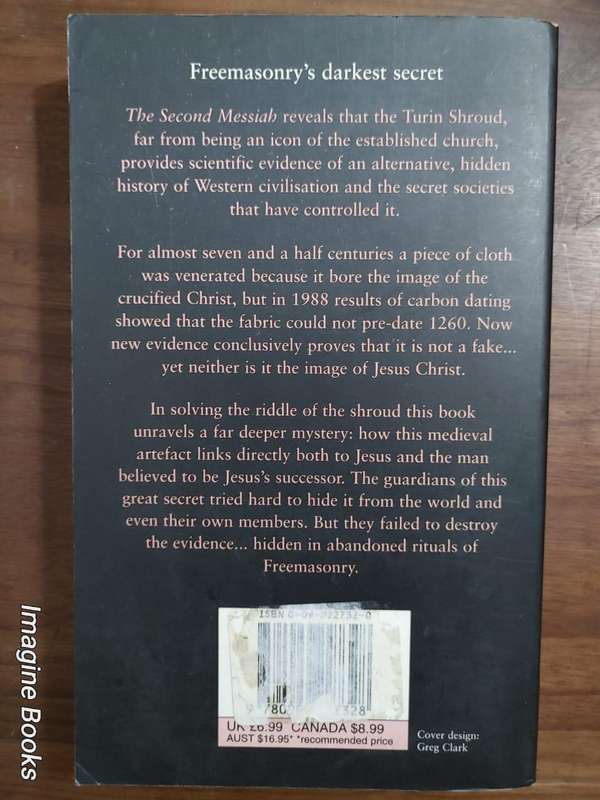 Freemasonry's darkest secret
The Second Messiah reveals that the Turin Shroud,
far from being an icon of the established church,
provides scientific evidence of an alternative, hidden
history of Western civilisation and the secret societies
that have controlled it.
For almost seven and a half centuries a piece of cloth
was venerated because it bore the image of the
crucified Christ, but in 1988 results of carbon dating
showed that the fabric could not pre-date 1260. Now
new evidence conclusively proves that it is not a fake...
yet neither is it the image of Jesus Christ.
In solving the riddle of the shroud this book
unravels a far deeper mystery: how this medieval
artefact links directly both to Jesus and the man
believed to be Jesus's successor. The guardians of this
great secret tried hard to hide it from the world and
even their own members. But they failed to destroy
the evidence... hidden in abandoned rituals of
Freemasonry.
ISBN
9 780
7328
UK £6.99 CANADA $8.99
AUST $16.95* *recommended price
Cover design:
Greg Clark
Imagine Books